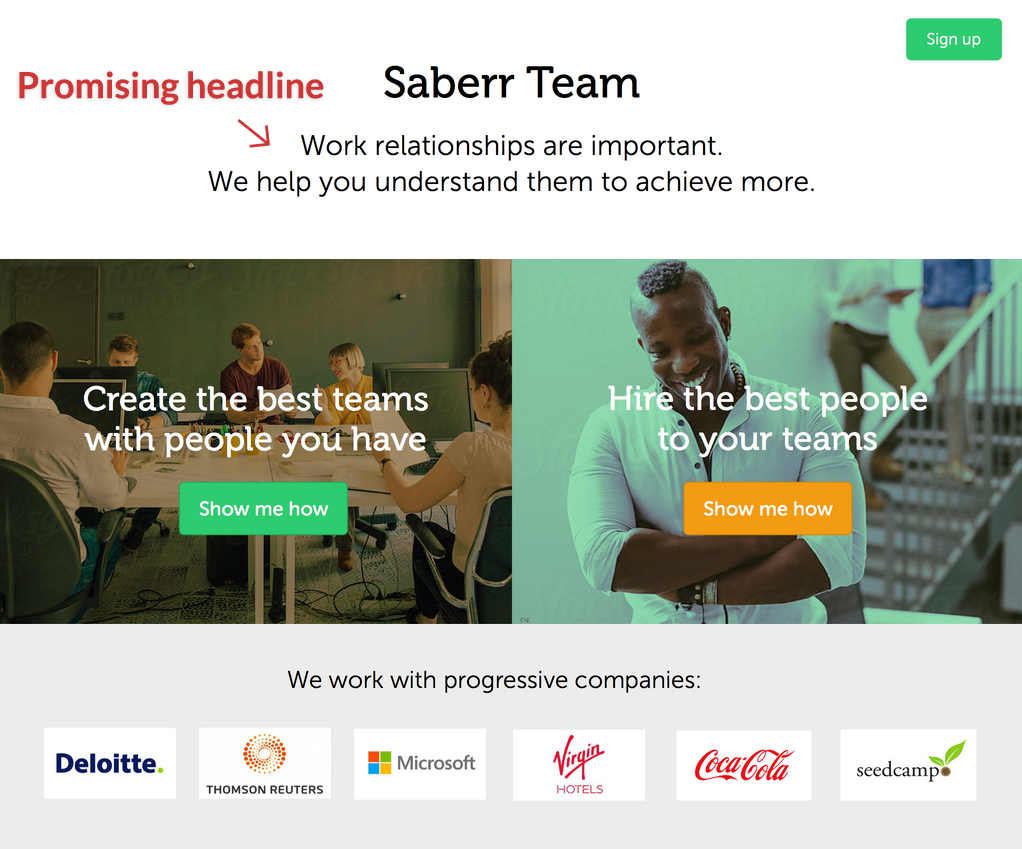 Sign up
Promising headline
Saberr Team
Work relationships are important.
We help you understand them to achieve more.
Create the best teams
with people you have
Show me how
Hire the best people
to your teams
Show me how
We work with progressive companies:
Deloitte.
THOMSON REUTERS
Microsoft
Virgin
HOTELS
Coca-Cola
seedcamp